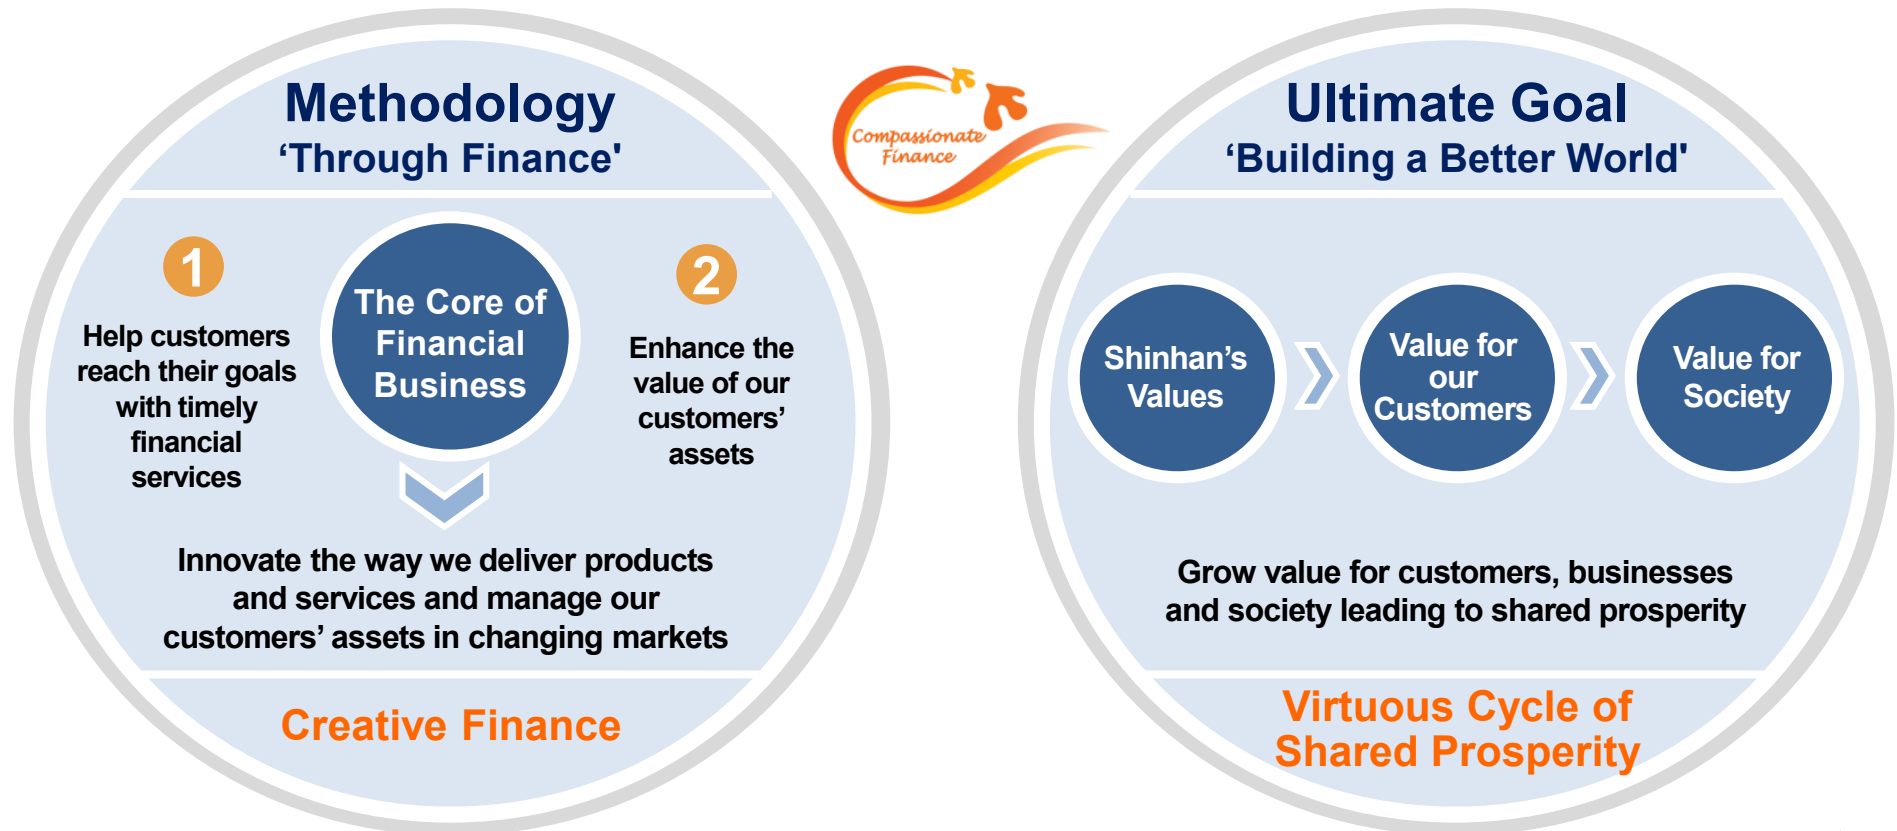 Methodology
‘Through Finance'
1
Help customers
reach their goals
with timely
financial
services
The Core of
Financial
Business
2
Enhance the
value of our
customers’
assets
Innovate the way we deliver products
and services and manage our
customers’ assets in changing markets
Creative Finance
Compassionate
Finance
Ultimate Goal
‘Building a Better World'
Shinhan’s
Values
Value for
our
Customers
Value for
Society
Grow value for customers, businesses
and society leading to shared prosperity
Virtuous Cycle of
Shared Prosperity